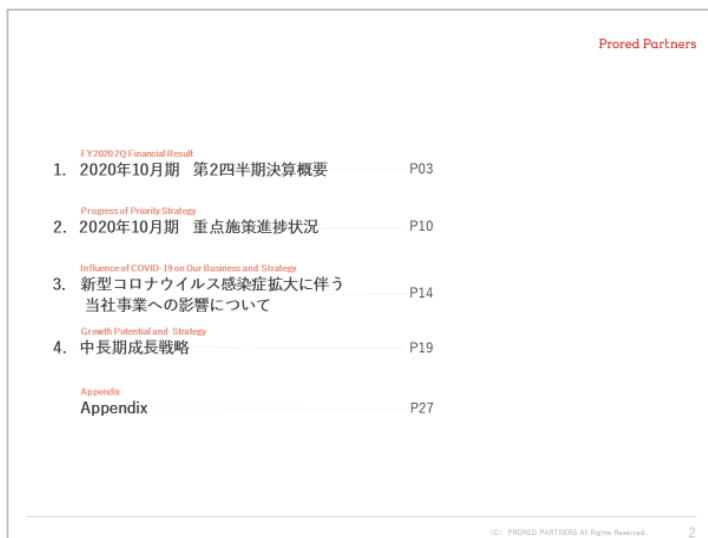 Prored Partners
FY2020 2Q Financial Result
1. 2020年10月期 第2四半期決算概要 P03
Progress of Priority Strategy
2. 2020年10月期 重点施策進捗状況 P10
Influence of COVID-19 on Our Business and Strategy
3. 新型コロナウイルス感染症拡大に伴う
当社事業への影響について P14
Growth Potential and Strategy
4. 中長期成長戦略 P19
Appendix
Appendix P27
(C) PRORED PARTNERS All Rights Reserved. 2